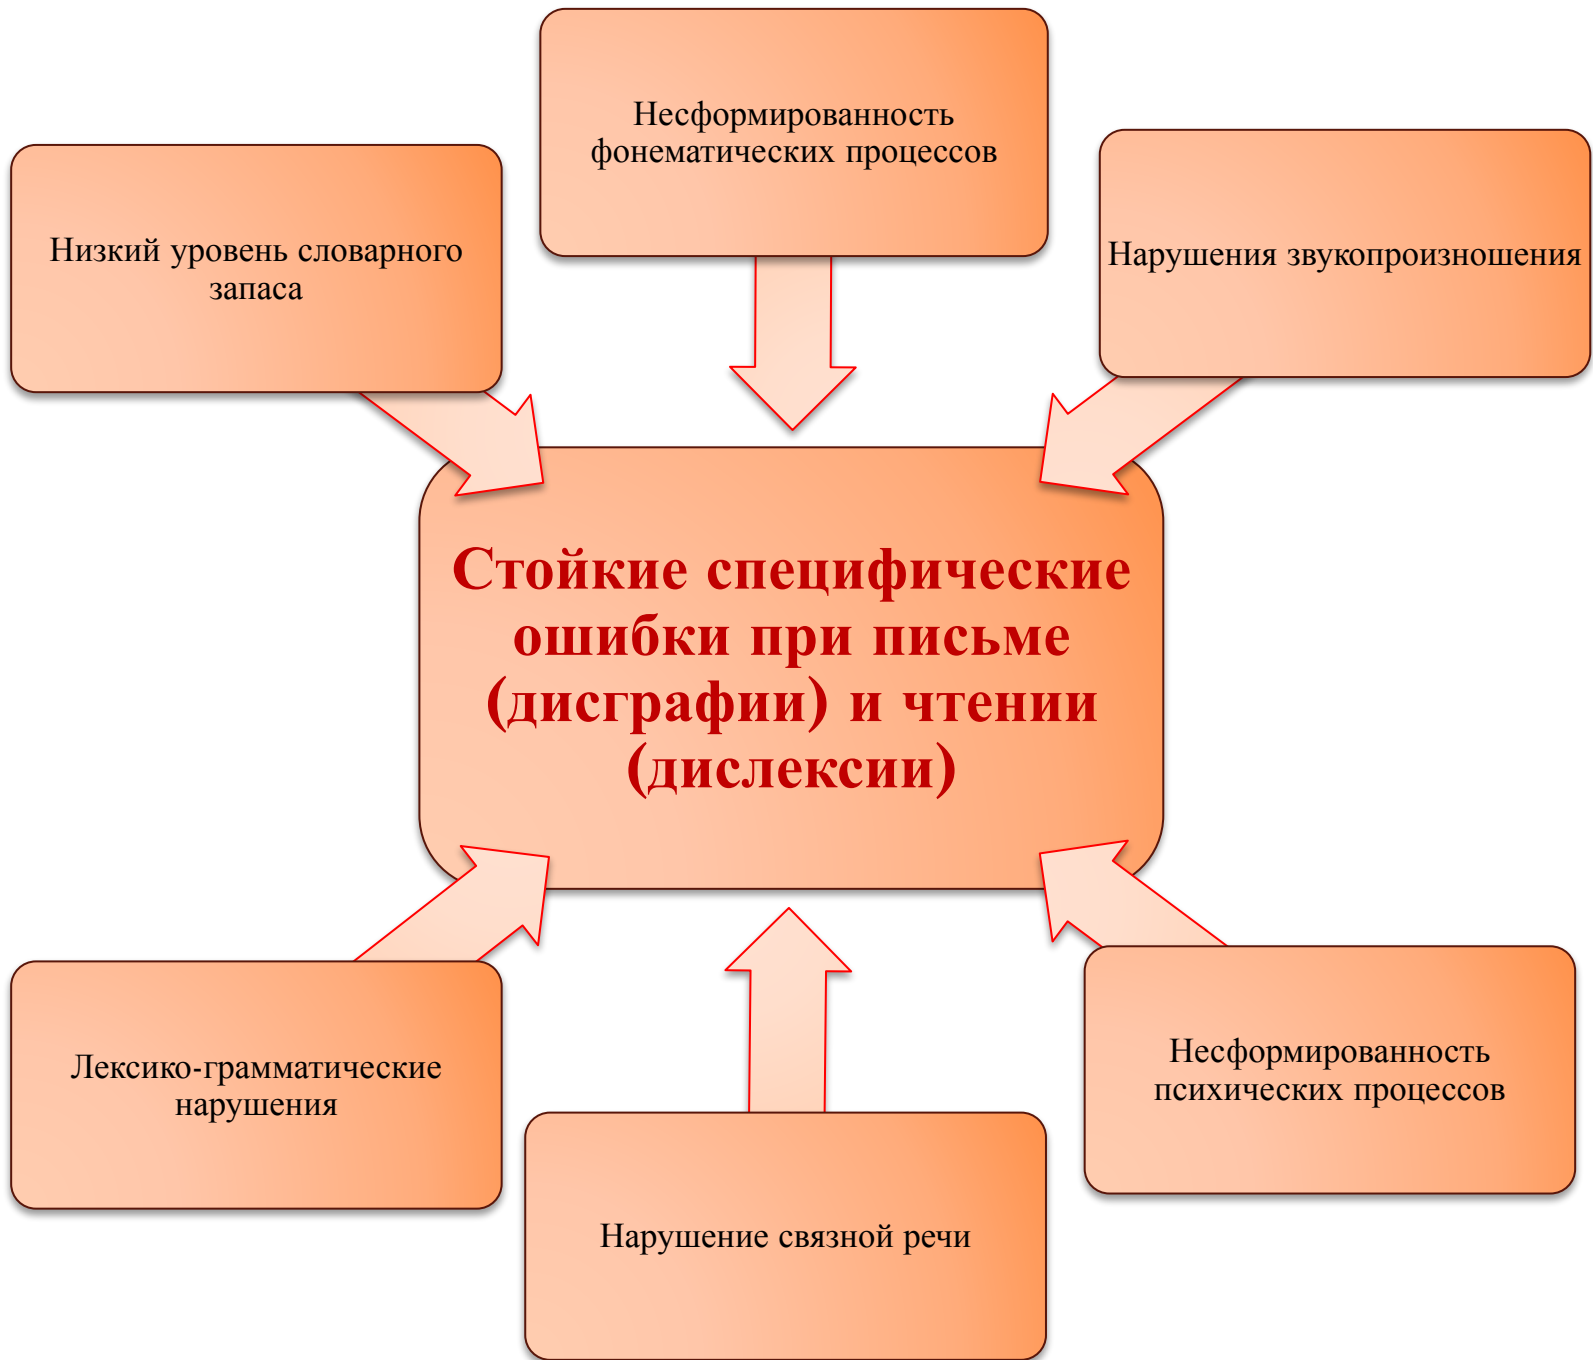 Несформированность
фонематических процессов
Низкий уровень словарного
запаса
Нарушения звукопроизношения
Стойкие специфические
ошибки при письме
(дисграфии) и чтении
(дислексии)
Лексико-грамматические
нарушения
Несформированность
психических процессов
Нарушение связной речи